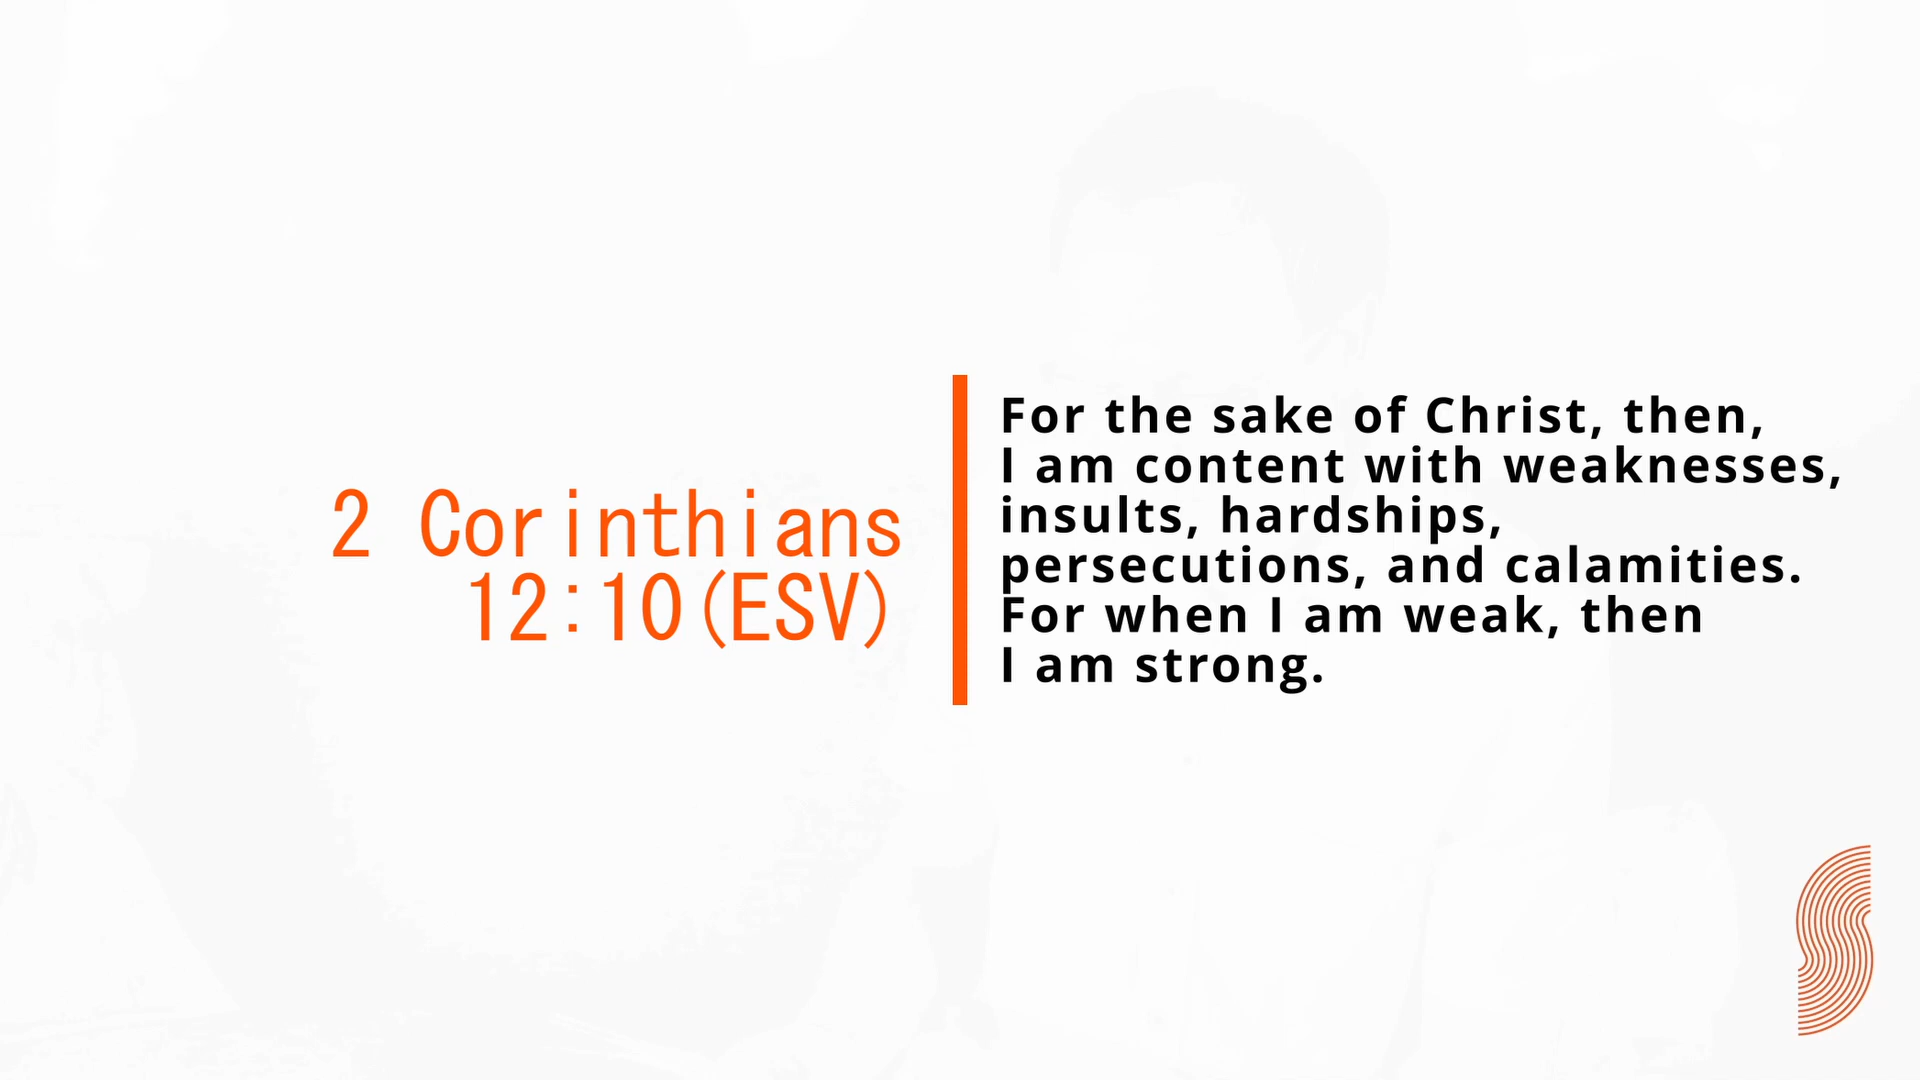 2 Corinthians
12:10(ESV)
For the sake of Christ, then,
I am content with weaknesses,
insults, hardships,
persecutions, and calamities.
For when I am weak, then
I am strong.